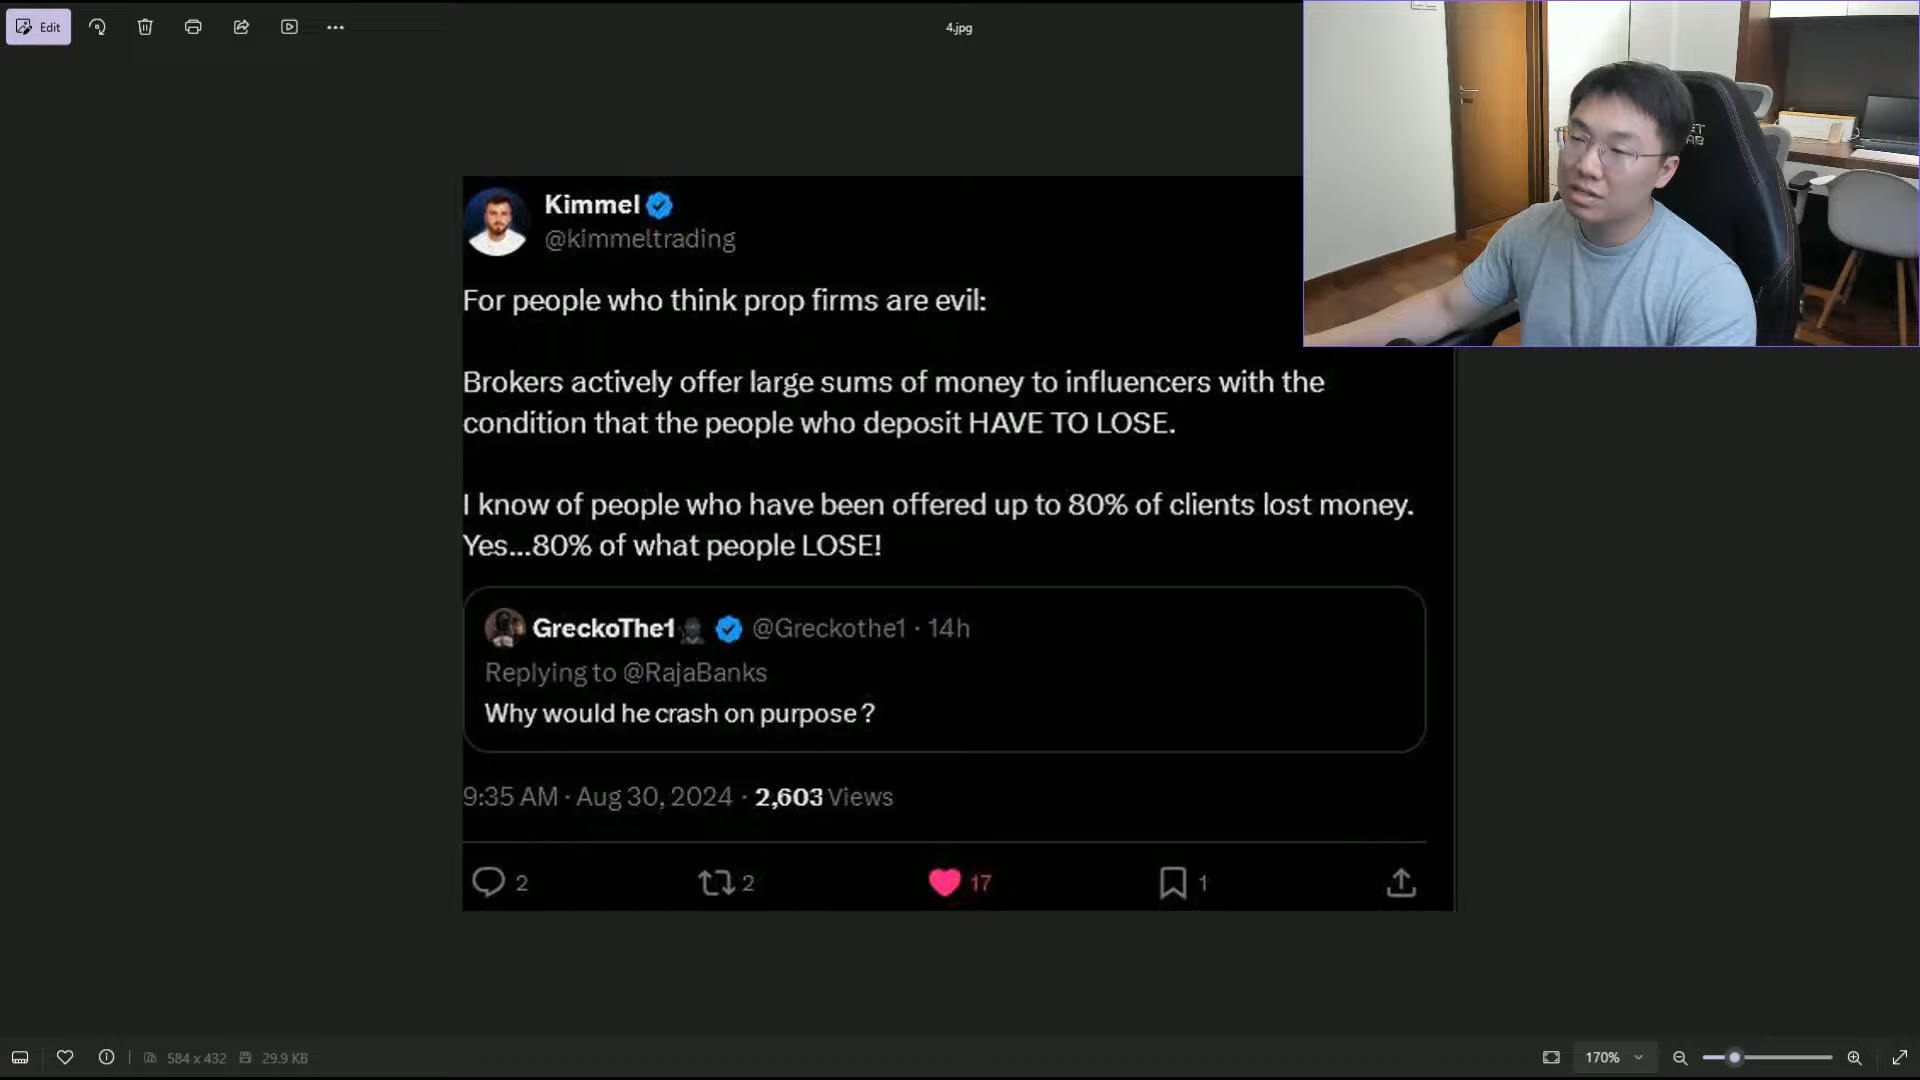 Edit
4.jpg
Kimmel
@kimmeltrading
For people who think prop firms are evil:
Brokers actively offer large sums of money to influencers with the
condition that the people who deposit HAVE TO LOSE.
I know of people who have been offered up to 80% of clients lost money.
Yes...80% of what people LOSE!
GreckoThe1 @Greckothe1 · 14h
Replying to @RajaBanks
Why would he crash on purpose?
9:35 AM · Aug 30, 2024 · 2,603 Views
2 2 17 1
584 x 432 29.9 KB 170%